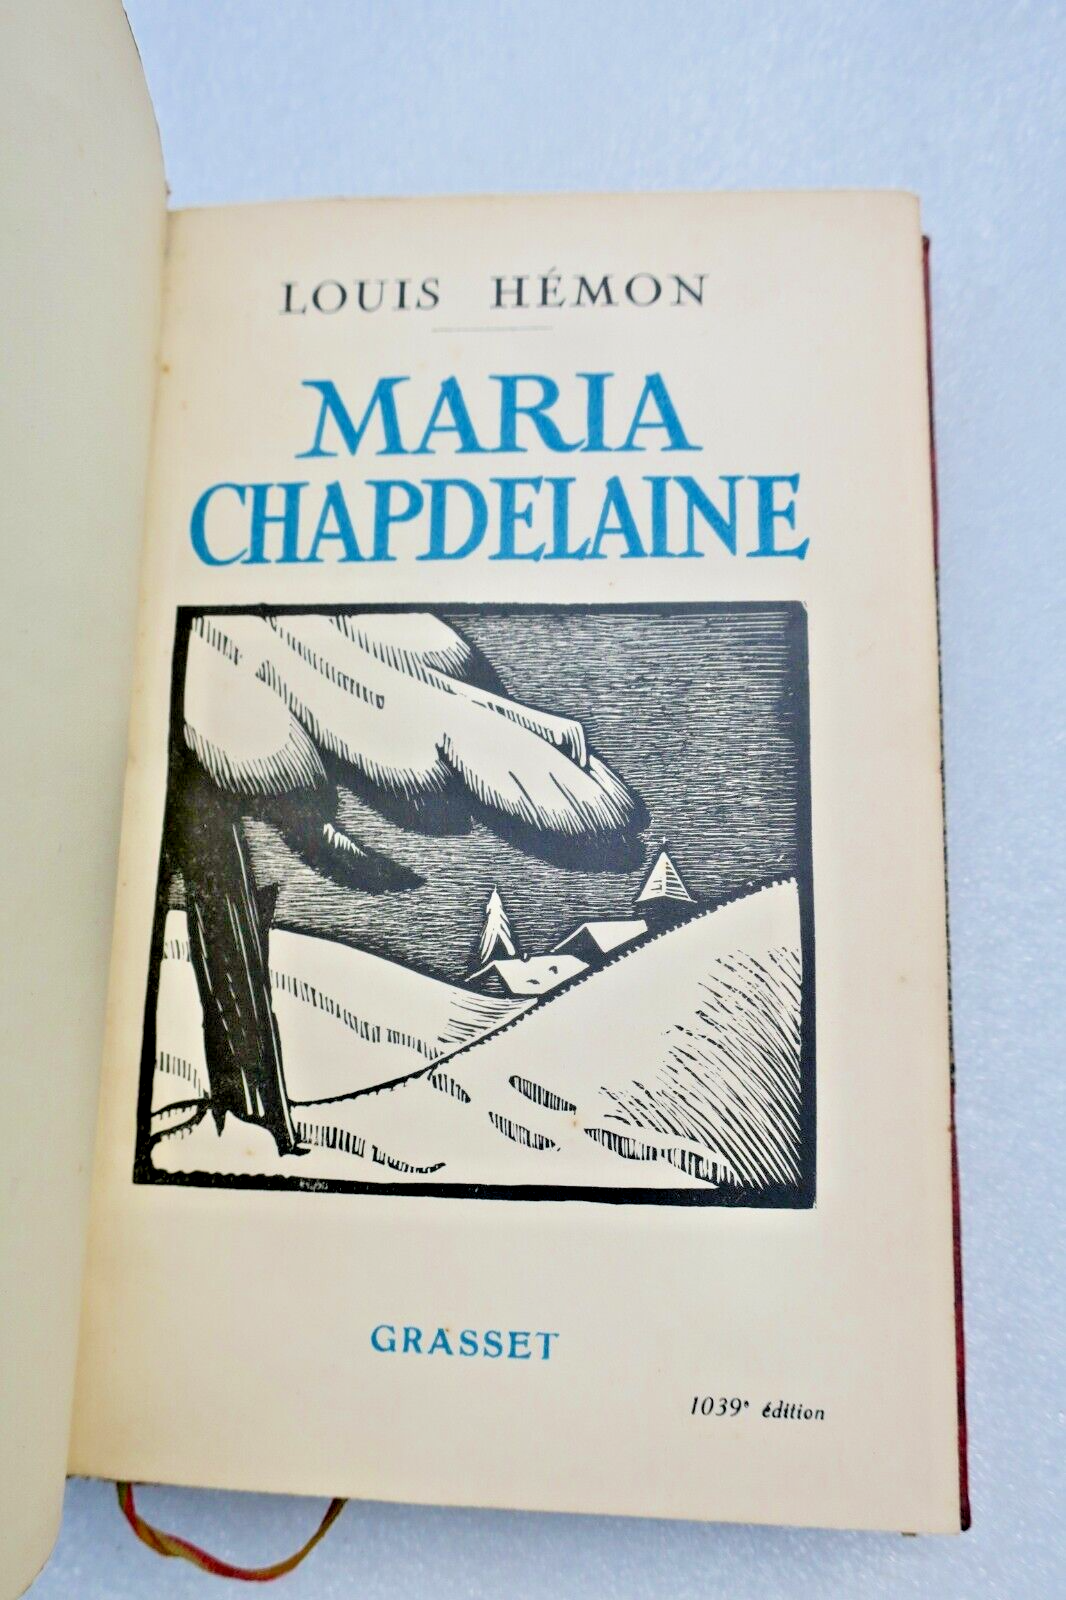 LOUIS HÉMON
MARIA
CHAPDELAINE
GRASSET
1039e édition